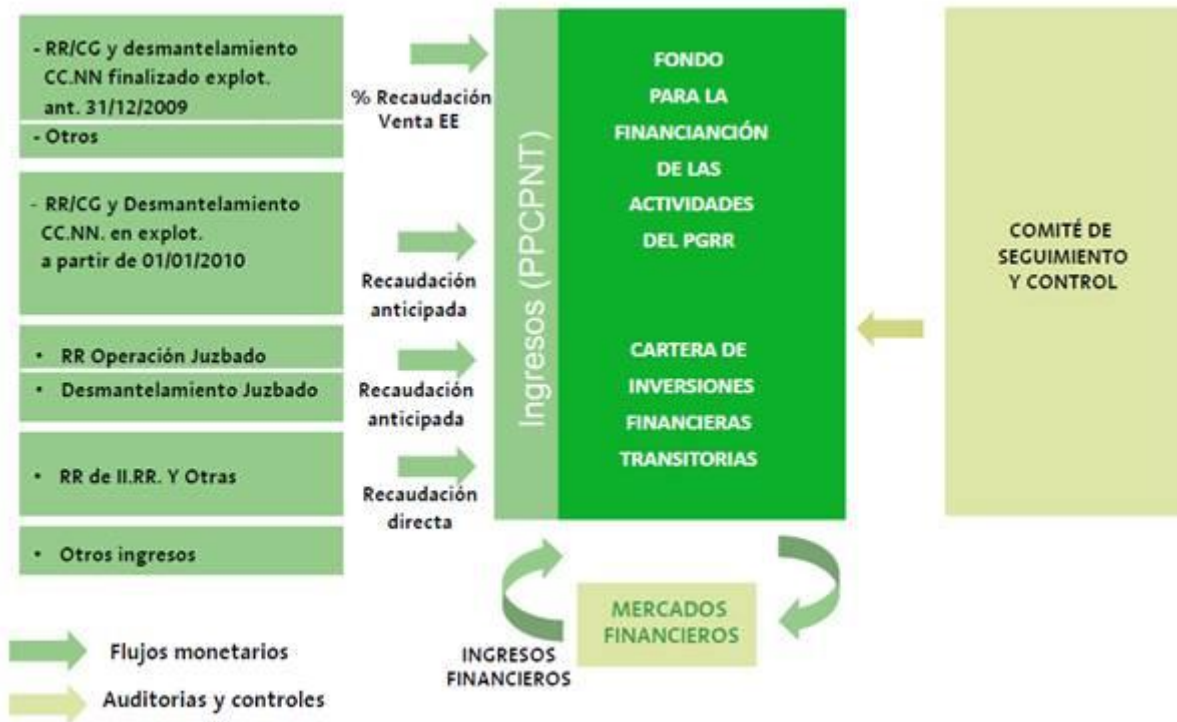 - RR/CG y desmantelamiento
CC.NN finalizado explot.
ant. 31/12/2009
- Otros
% Recaudación
Venta EE
- RR/CG y Desmantelamiento
CC.NN. en explot.
a partir de 01/01/2010
Recaudación
anticipada
• RR Operación Juzbado
• Desmantelamiento Juzbado
Recaudación
anticipada
• RR de II.RR. Y Otras
Recaudación
directa
• Otros ingresos
Ingresos (PPCPNT)
FONDO
PARA LA
FINANCIANCIÓN
DE LAS
ACTIVIDADES
DEL PGRR
CARTERA DE
INVERSIONES
FINANCIERAS
TRANSITORIAS
COMITÉ DE
SEGUIMIENTO
Y CONTROL
MERCADOS
FINANCIEROS
INGRESOS
FINANCIEROS
Flujos monetarios
Auditorias y controles